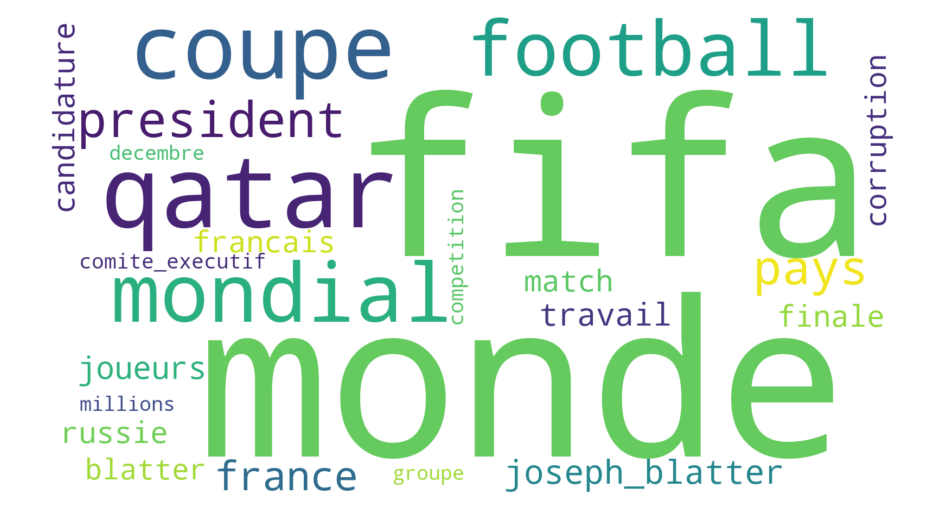 candidature
coupe
football
president
corruption
decembre
fifa
qatar
francais
competition
comite_executif
mondial
match
pays
travail
finale
monde
joueurs
millions
russie
blatter
france
groupe
joseph_blatter